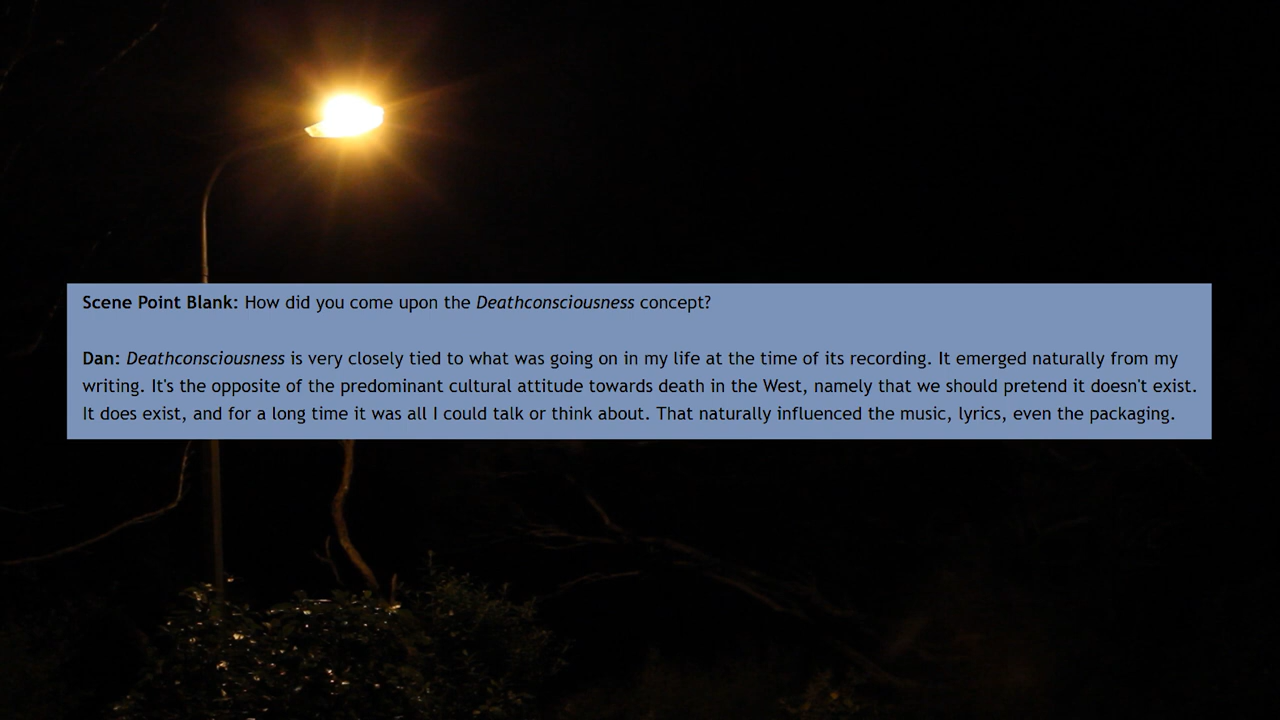 Scene Point Blank: How did you come upon the Deathconsciousness concept?
Dan: Deathconsciousness is very closely tied to what was going on in my life at the time of its recording. It emerged naturally from my
writing. It's the opposite of the predominant cultural attitude towards death in the West, namely that we should pretend it doesn't exist.
It does exist, and for a long time it was all I could talk or think about. That naturally influenced the music, lyrics, even the packaging.